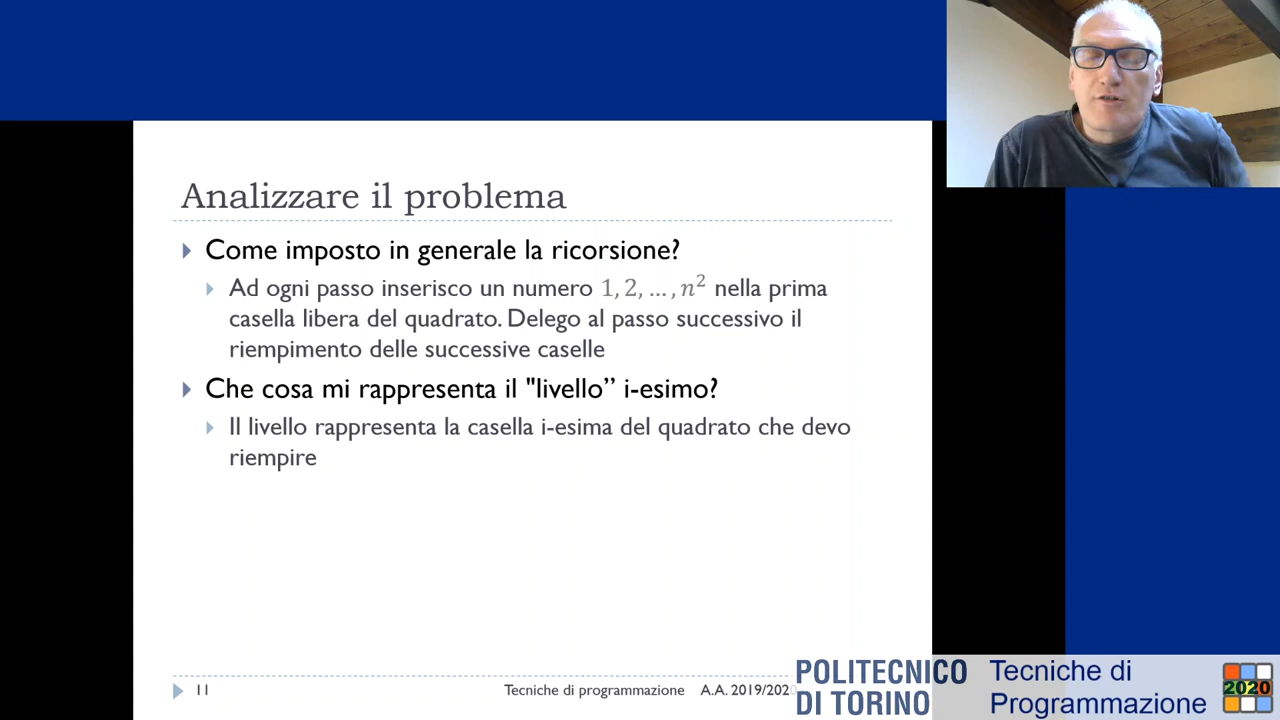 Analizzare il problema
Come imposto in generale la ricorsione?
Ad ogni passo inserisco un numero 1, 2, … , n² nella prima
casella libera del quadrato. Delego al passo successivo il
riempimento delle successive caselle
Che cosa mi rappresenta il "livello” i-esimo?
Il livello rappresenta la casella i-esima del quadrato che devo
riempire
11
Tecniche di programmazione A.A. 2019/2020
POLITECNICO
DI TORINO
Tecniche di
Programmazione
2020